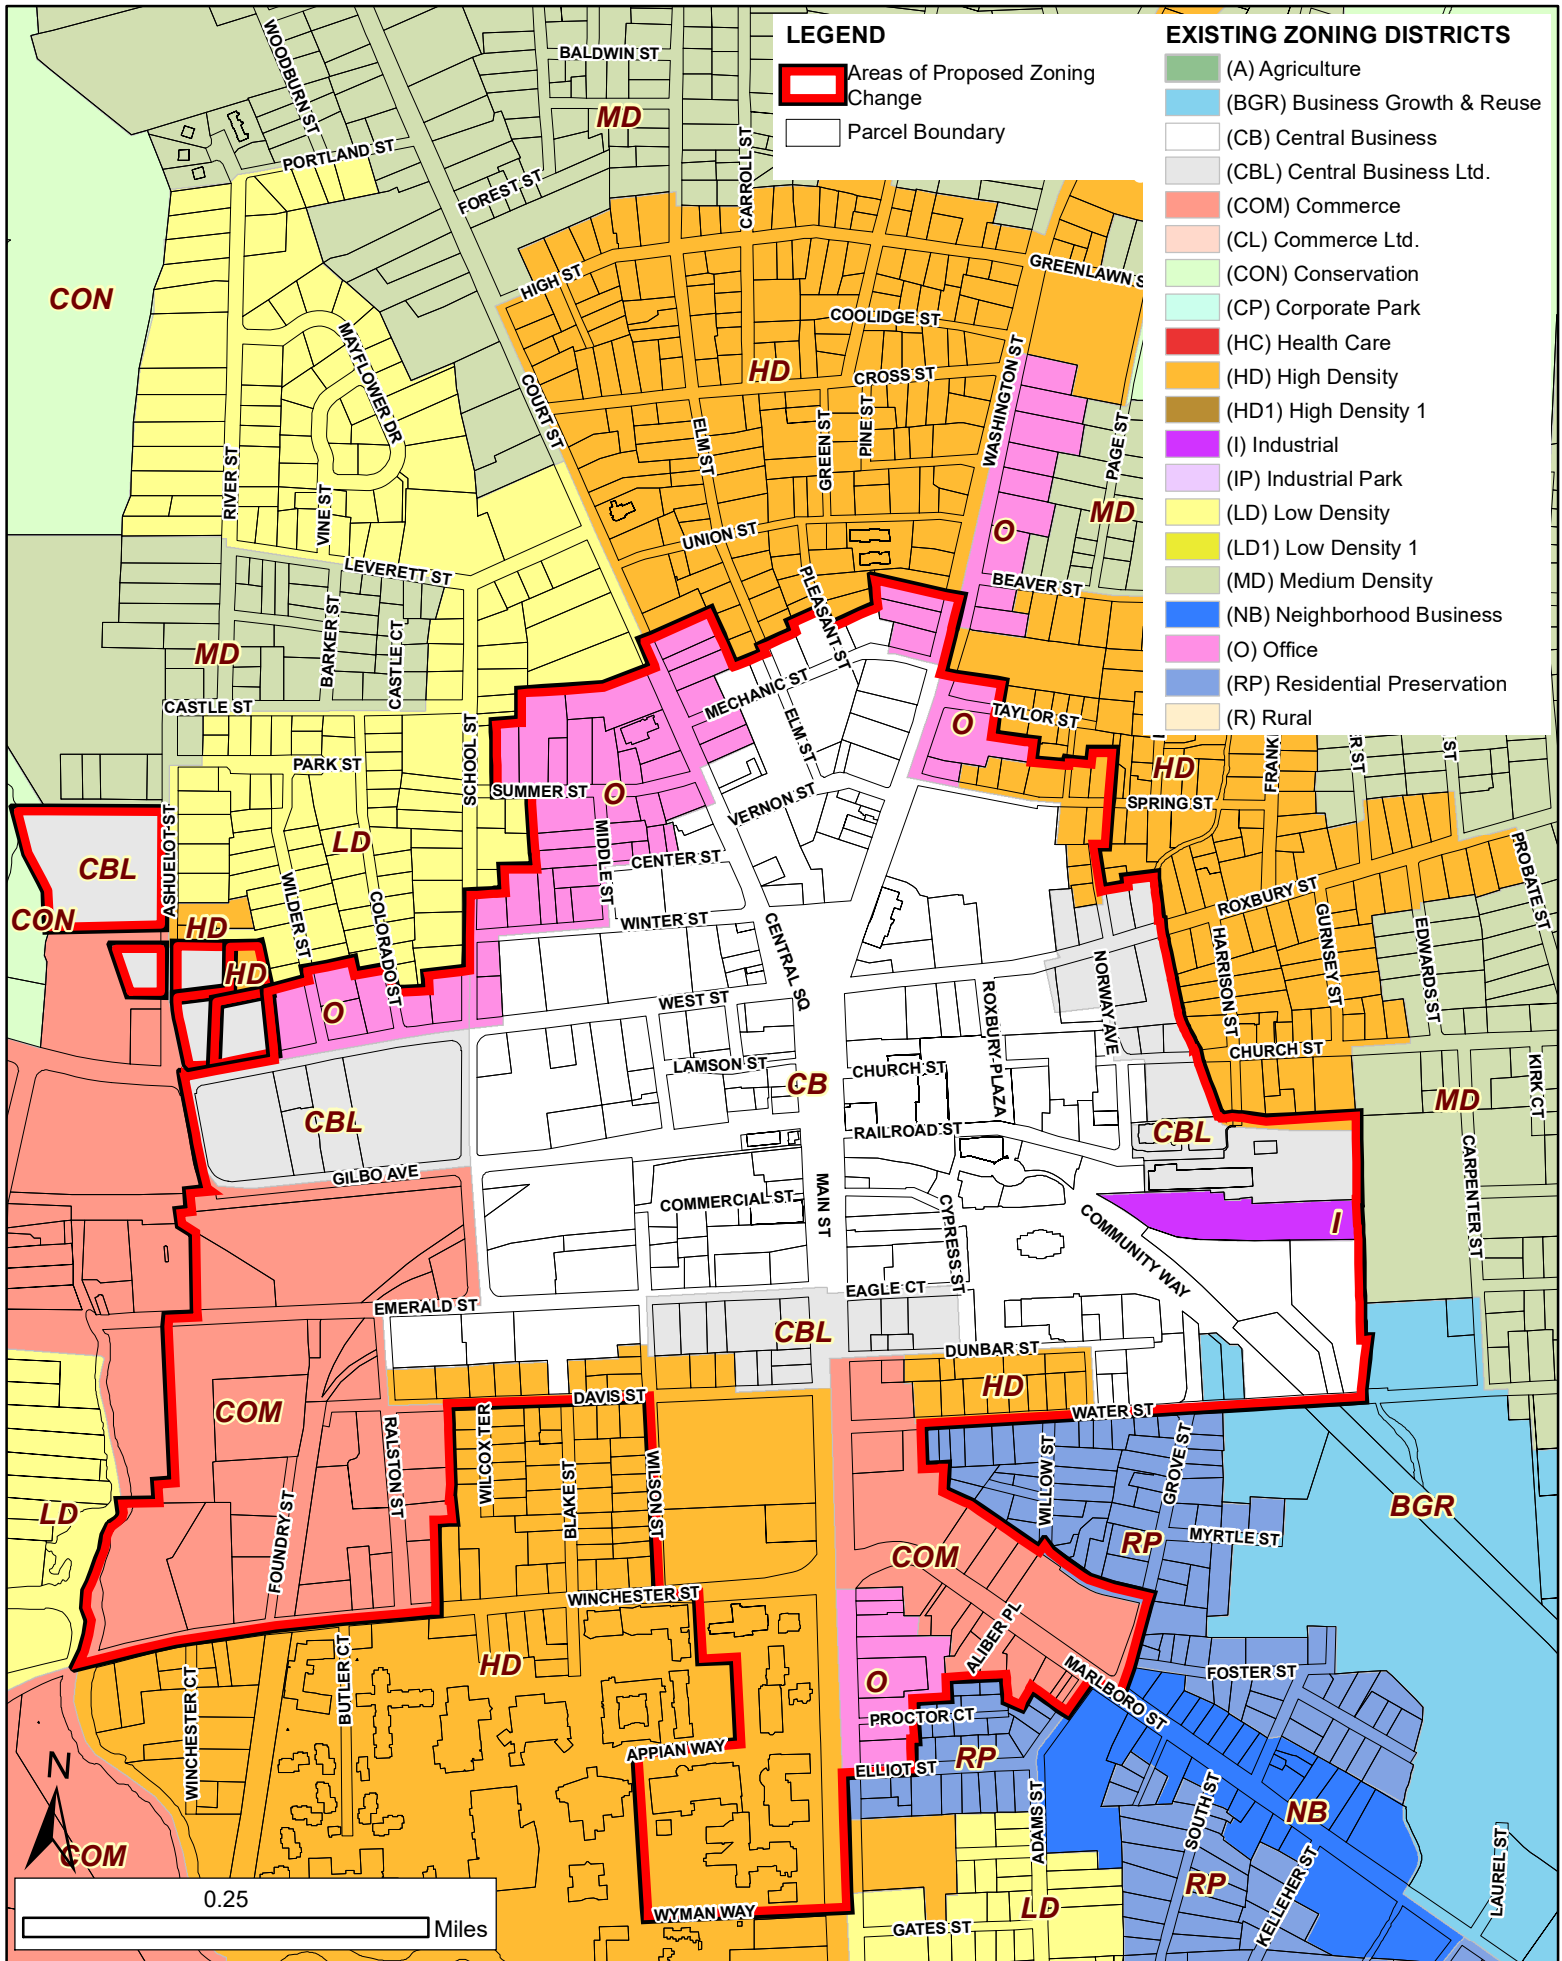 LEGEND
Areas of Proposed Zoning
Change
Parcel Boundary
EXISTING ZONING DISTRICTS
(A) Agriculture
(BGR) Business Growth & Reuse
(CB) Central Business
(CBL) Central Business Ltd.
(COM) Commerce
(CL) Commerce Ltd.
(CON) Conservation
(CP) Corporate Park
(HC) Health Care
(HD) High Density
(HD1) High Density 1
(I) Industrial
(IP) Industrial Park
(LD) Low Density
(LD1) Low Density 1
(MD) Medium Density
(NB) Neighborhood Business
(O) Office
(RP) Residential Preservation
(R) Rural
WOODBURN ST
BALDWIN ST
MD
CARROLL ST
PORTLAND ST
FOREST ST
CON
HIGH ST
GREENLAWN S
COOLIDGE ST
MAYFLOWER DR
HD
CROSS ST
WASHINGTON ST
COURT ST
ELM ST
GREEN ST
PINE ST
PAGE ST
RIVER ST
VINE ST
MD
O
UNION ST
LEVERETT ST
PLEASANT ST
BEAVER ST
MD
BARKER ST
CASTLE CT
CASTLE ST
MECHANIC ST
ELM ST
TAYLOR ST
O
SCHOOL ST
PARK ST
SUMMER ST
O
VERNON ST
HD
FRANK
ER ST
ST
SPRING ST
ASHUELOT ST
LD
MIDDLE ST
CENTER ST
CBL
CON
HD
WILDER ST
COLORADO ST
WINTER ST
CENTRAL SQ
ROXBURY ST
PROBATE ST
HARRISON ST
GURNSEY ST
EDWARDS ST
NORWAY AVE
HD
O
WEST ST
ROXBURY PLAZA
LAMSON ST
CB
CHURCH ST
CHURCH ST
KIRK CT
MD
CBL
RAILROAD ST
CBL
CARPENTER ST
GILBO AVE
COMMERCIAL ST
MAIN ST
CYPRESS ST
COMMUNITY WAY
I
EAGLE CT
EMERALD ST
CBL
DUNBAR ST
HD
DAVIS ST
WATER ST
COM
RALSTON ST
WILCOX TER
BLAKE ST
WILSON ST
WILLOW ST
GROVE ST
LD
FOUNDRY ST
COM
RP
MYRTLE ST
BGR
WINCHESTER ST
ALIBER PL
MARLBORO ST
FOSTER ST
HD
O
PROCTOR CT
WINCHESTER CT
BUTLER CT
APPIAN WAY
ELLIOT ST
RP
ADAMS ST
SOUTH ST
NB
N
COM
RP
KELLEHER ST
LAUREL ST
WYMAN WAY
GATES ST
LD
0.25
Miles